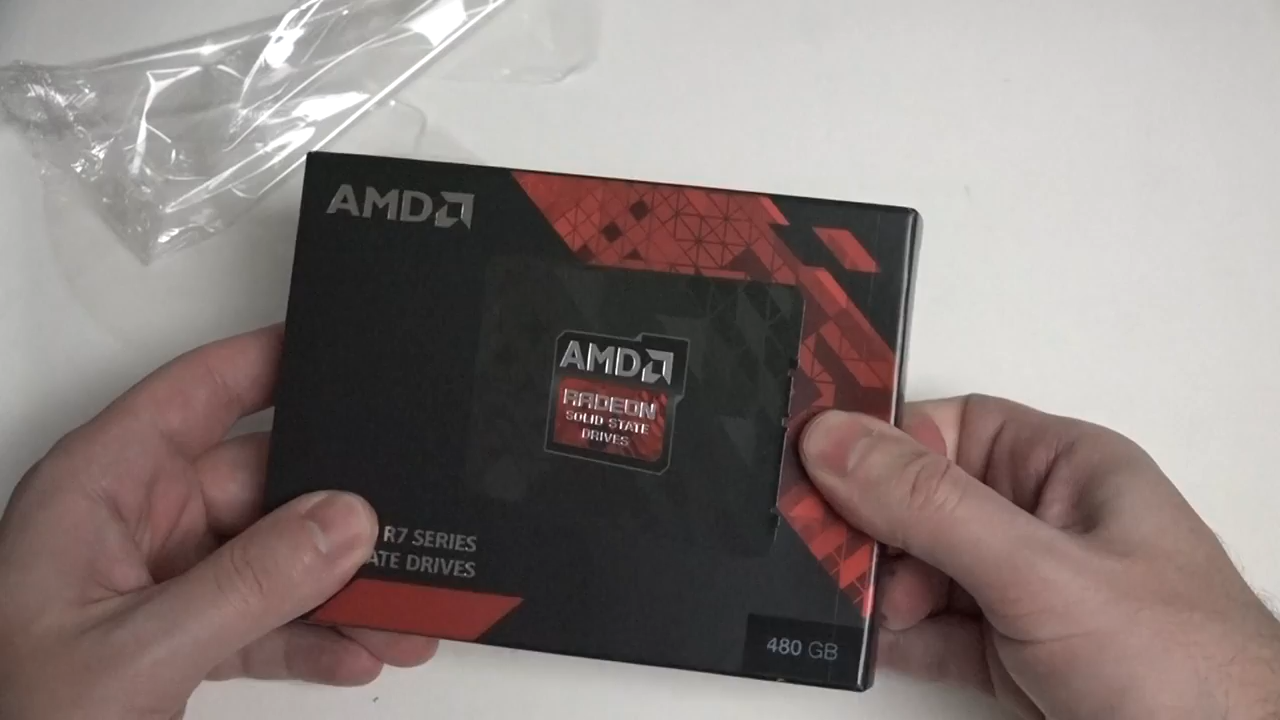 AMD
AMD
RADEON
SOLID STATE
DRIVES
R7 SERIES
ATE DRIVES
480 GB